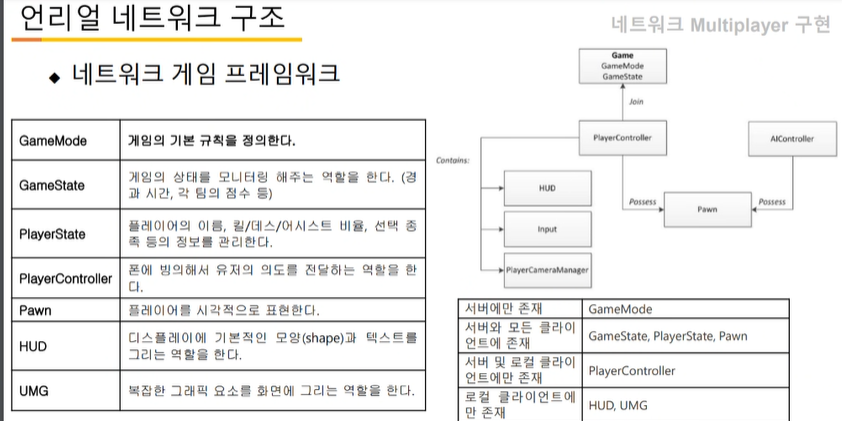 언리얼 네트워크 구조
네트워크 Multiplayer 구현
◆ 네트워크 게임 프레임워크
GameMode
게임의 기본 규칙을 정의한다.
GameState
게임의 상태를 모니터링 해주는 역할을 한다. (경
과 시간, 각 팀의 점수 등)
PlayerState
플레이어의 이름, 킬/데스/어시스트 비율, 선택 종
족 등의 정보를 관리한다.
PlayerController
폰에 빙의해서 유저의 의도를 전달하는 역할을 한
다.
Pawn
플레이어를 시각적으로 표현한다.
HUD
디스플레이에 기본적인 모양(shape)과 텍스트를
그리는 역할을 한다.
UMG
복잡한 그래픽 요소를 화면에 그리는 역할을 한다.
Game
GameMode
GameState
Join
PlayerController
AIController
Contains:
HUD
Possess
Pawn
Possess
Input
PlayerCameraManager
서버에만 존재
GameMode
서버와 모든 클라이
언트에 존재
GameState, PlayerState, Pawn
서버 및 로컬 클라이
언트에만 존재
PlayerController
로컬 클라이언트에
만 존재
HUD, UMG